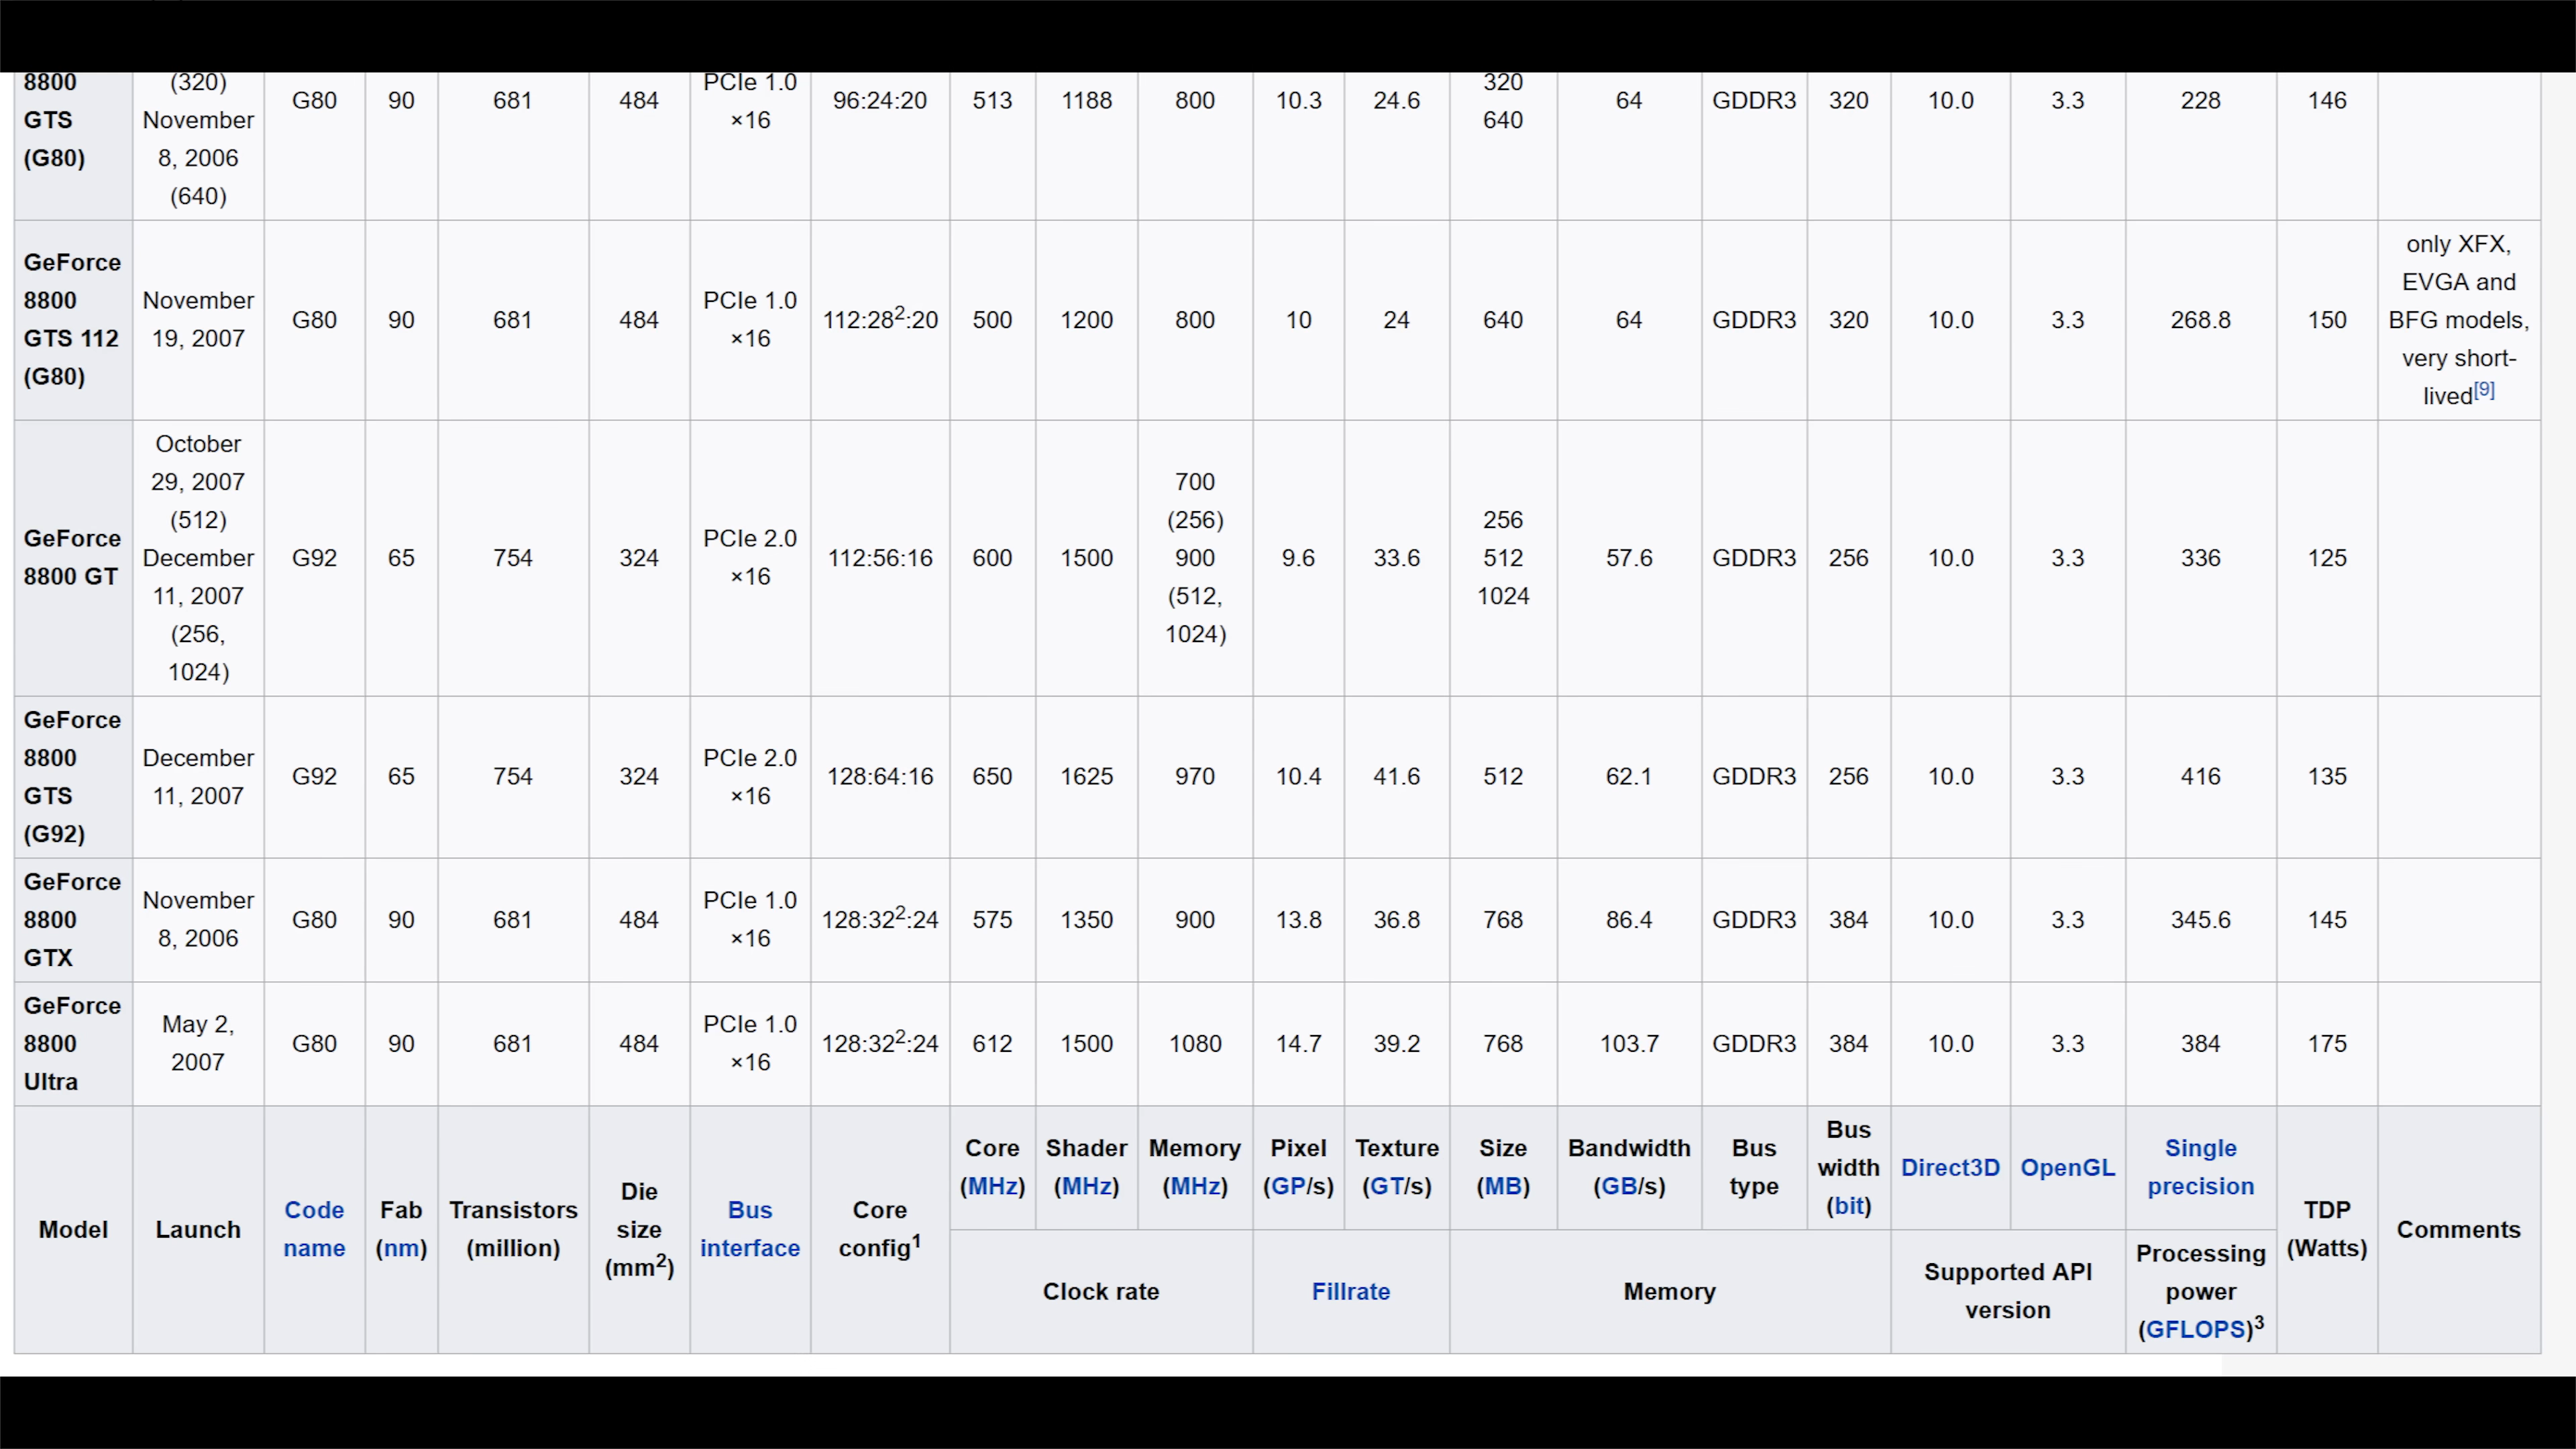 8800 GTS (G80) (320) November 8, 2006 (640) G80 90 681 484 PCIe 1.0 ×16 96:24:20 513 1188 800 10.3 24.6 320 640 64 GDDR3 320 10.0 3.3 228 146
GeForce 8800 GTS 112 (G80) November 19, 2007 G80 90 681 484 PCIe 1.0 ×16 112:28²:20 500 1200 800 10 24 640 64 GDDR3 320 10.0 3.3 268.8 150 only XFX, EVGA and BFG models, very short-lived[9]
GeForce 8800 GT October 29, 2007 (512) December 11, 2007 (256, 1024) G92 65 754 324 PCIe 2.0 ×16 112:56:16 600 1500 700 (256) 900 (512, 1024) 9.6 33.6 256 512 1024 57.6 GDDR3 256 10.0 3.3 336 125
GeForce 8800 GTS (G92) December 11, 2007 G92 65 754 324 PCIe 2.0 ×16 128:64:16 650 1625 970 10.4 41.6 512 62.1 GDDR3 256 10.0 3.3 416 135
GeForce 8800 GTX November 8, 2006 G80 90 681 484 PCIe 1.0 ×16 128:32²:24 575 1350 900 13.8 36.8 768 86.4 GDDR3 384 10.0 3.3 345.6 145
GeForce 8800 Ultra May 2, 2007 G80 90 681 484 PCIe 1.0 ×16 128:32²:24 612 1500 1080 14.7 39.2 768 103.7 GDDR3 384 10.0 3.3 384 175
Model Launch Code name Fab (nm) Transistors (million) Die size (mm²) Bus interface Core config¹ Core (MHz) Shader (MHz) Memory (MHz) Pixel (GP/s) Texture (GT/s) Size (MB) Bandwidth (GB/s) Bus type Bus width (bit) Direct3D OpenGL Single precision TDP (Watts) Comments
Clock rate Fillrate Memory Supported API version Processing power (GFLOPS)³